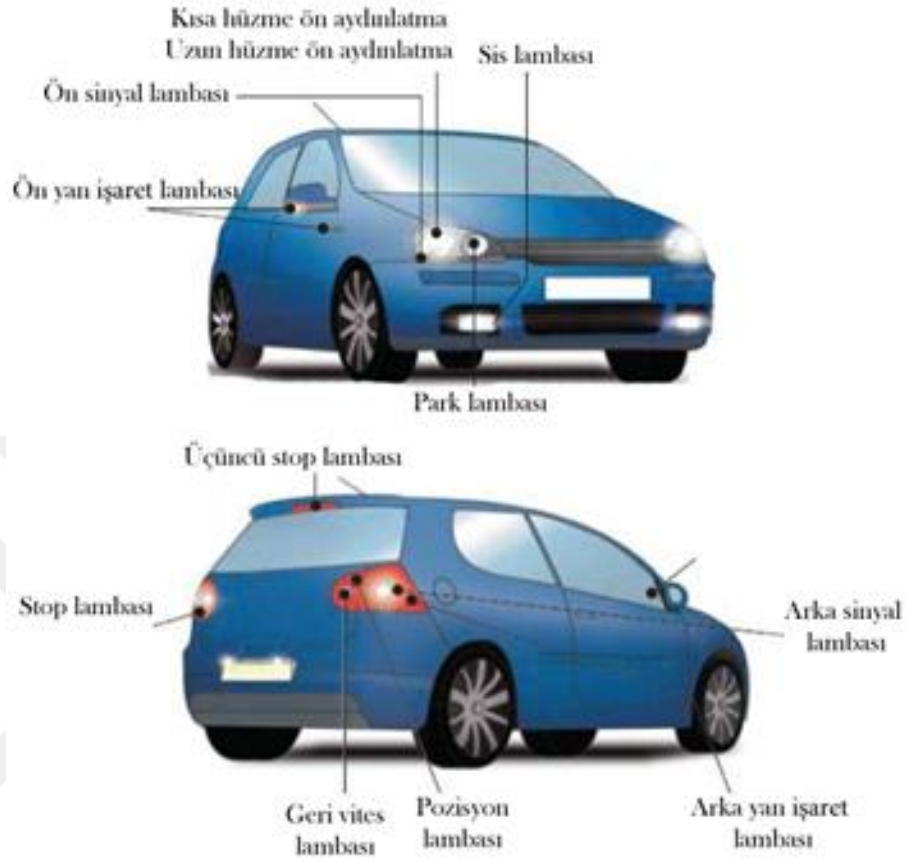 Kısa hüzme ön aydınlatma
Uzun hüzme ön aydınlatma
Sis lambası
Ön sinyal lambası
Ön yan işaret lambası
Park lambası
Üçüncü stop lambası
Stop lambası
Arka sinyal
lambası
Geri vites
lambası
Pozisyon
lambası
Arka yan işaret
lambası